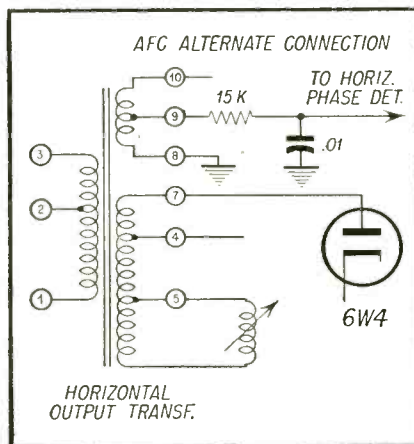 AFC ALTERNATE CONNECTION
10
TO HORIZ.
PHASE DET.
15 K
9
.01
3
8
7
2
4
1
5
6W4
HORIZONTAL
OUTPUT TRANSF.